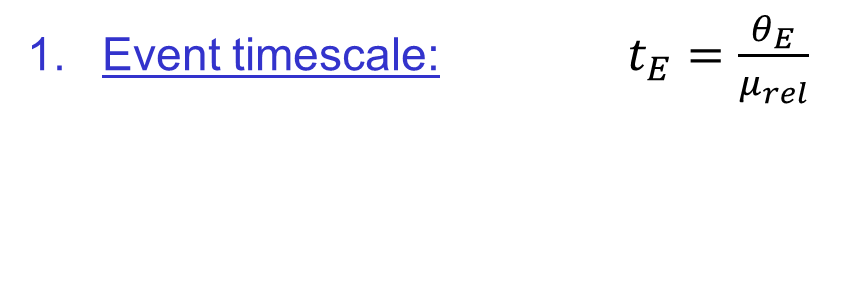 1. Event timescale: t_E = θ_E / μ_rel